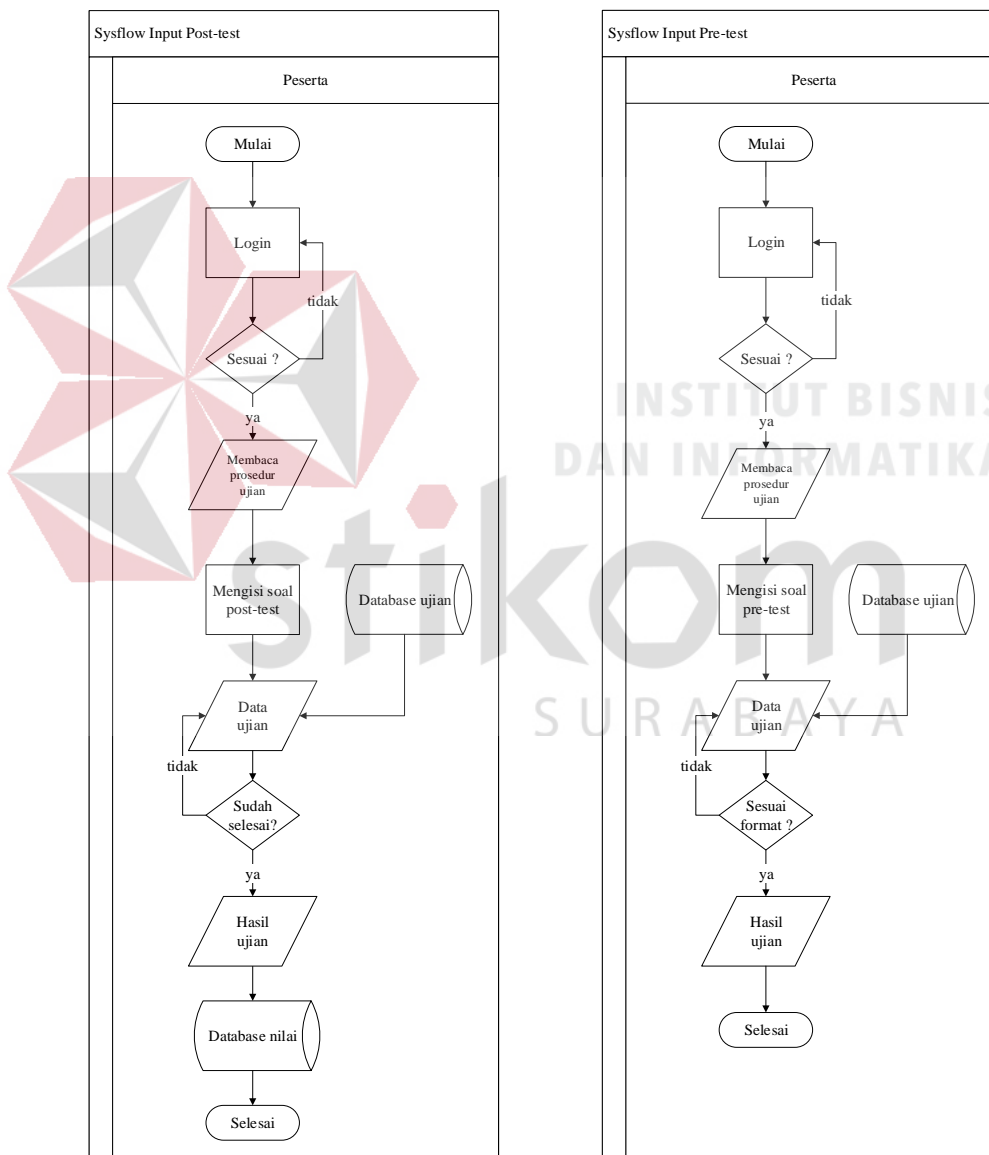 Sysflow Input Post-test
Peserta
Mulai
Login
tidak
Sesuai ?
ya
Membaca
prosedur
ujian
Mengisi soal
post-test
Database ujian
Data
ujian
tidak
Sudah
selesai?
ya
Hasil
ujian
Database nilai
Selesai
Sysflow Input Pre-test
Peserta
Mulai
Login
tidak
Sesuai ?
ya
Membaca
prosedur
ujian
Mengisi soal
pre-test
Database ujian
Data
ujian
tidak
Sesuai
format ?
ya
Hasil
ujian
Selesai
INSTITUT BISNIS
DAN INFORMATIKA
stikom
SURABAYA